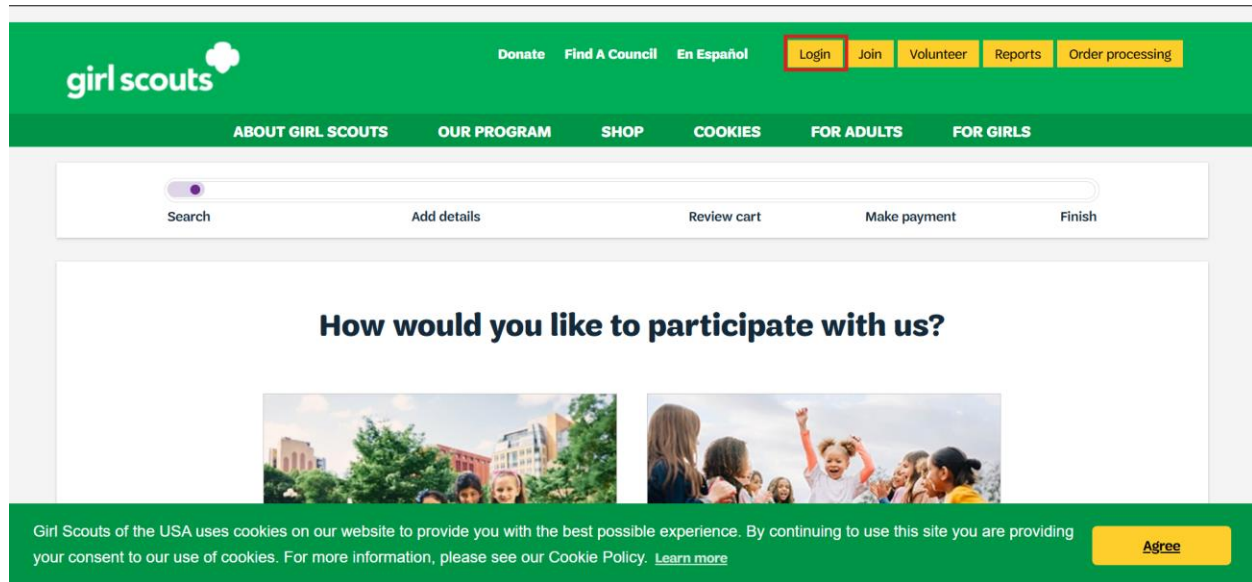 girl scouts
Donate Find A Council En Español Login Join Volunteer Reports Order processing
ABOUT GIRL SCOUTS OUR PROGRAM SHOP COOKIES FOR ADULTS FOR GIRLS
Search Add details Review cart Make payment Finish
How would you like to participate with us?
Girl Scouts of the USA uses cookies on our website to provide you with the best possible experience. By continuing to use this site you are providing
your consent to our use of cookies. For more information, please see our Cookie Policy. Learn more
Agree